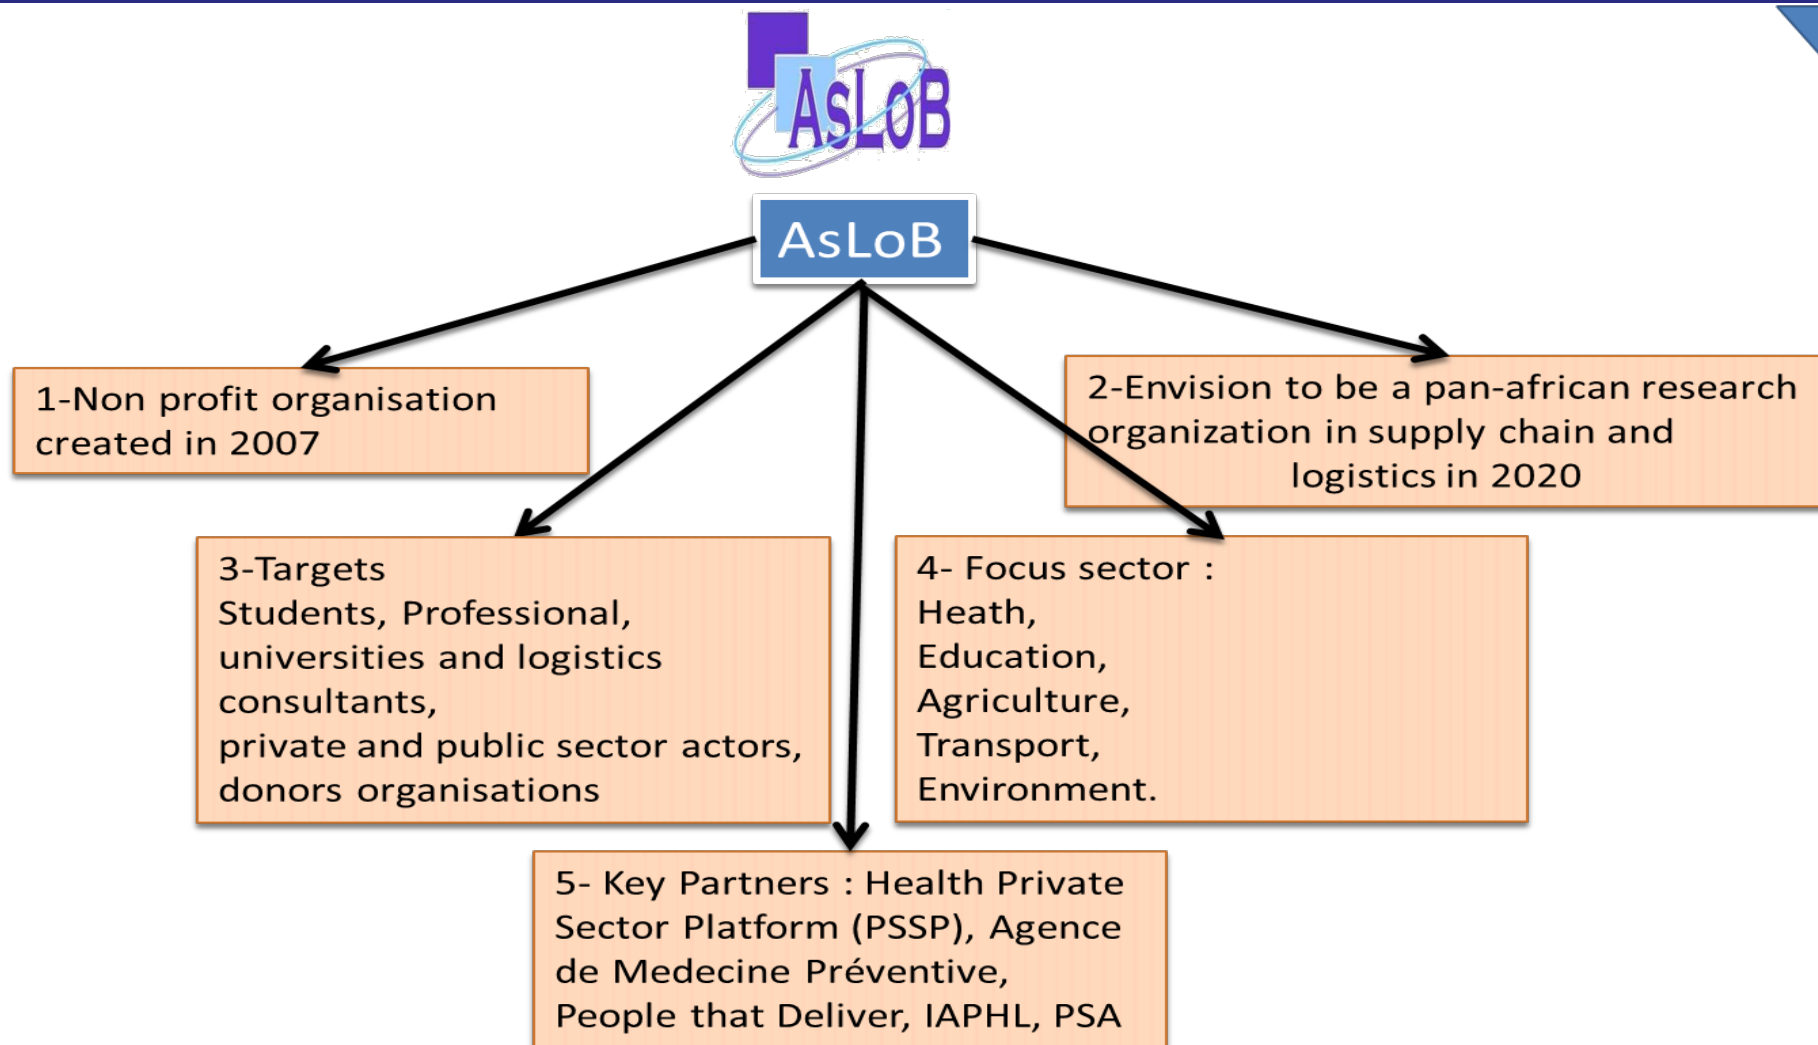 AsLoB
AsLoB
1-Non profit organisation
created in 2007
2-Envision to be a pan-african research
organization in supply chain and
logistics in 2020
3-Targets
Students, Professional,
universities and logistics
consultants,
private and public sector actors,
donors organisations
4- Focus sector :
Heath,
Education,
Agriculture,
Transport,
Environment.
5- Key Partners : Health Private
Sector Platform (PSSP), Agence
de Medecine Préventive,
People that Deliver, IAPHL, PSA